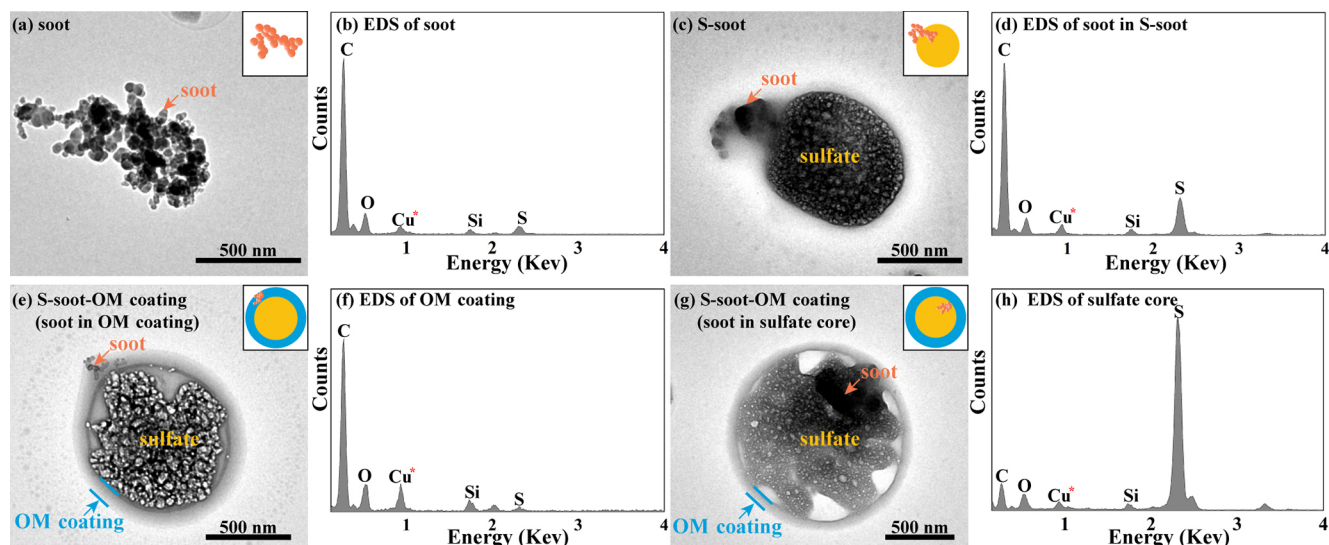 (a) soot
soot
500 nm
(b) EDS of soot
C
O
Cu*
Si
S
Counts
1
2
3
4
Energy (Kev)
(c) S-soot
soot
sulfate
500 nm
(d) EDS of soot in S-soot
C
O
Cu*
Si
S
Counts
1
2
3
4
Energy (Kev)
(e) S-soot-OM coating
(soot in OM coating)
soot
sulfate
OM coating
500 nm
(f) EDS of OM coating
C
O
Cu*
Si
S
Counts
1
2
3
4
Energy (Kev)
(g) S-soot-OM coating
(soot in sulfate core)
soot
sulfate
OM coating
500 nm
(h) EDS of sulfate core
S
C
O
Cu*
Si
Counts
1
2
3
4
Energy (Kev)